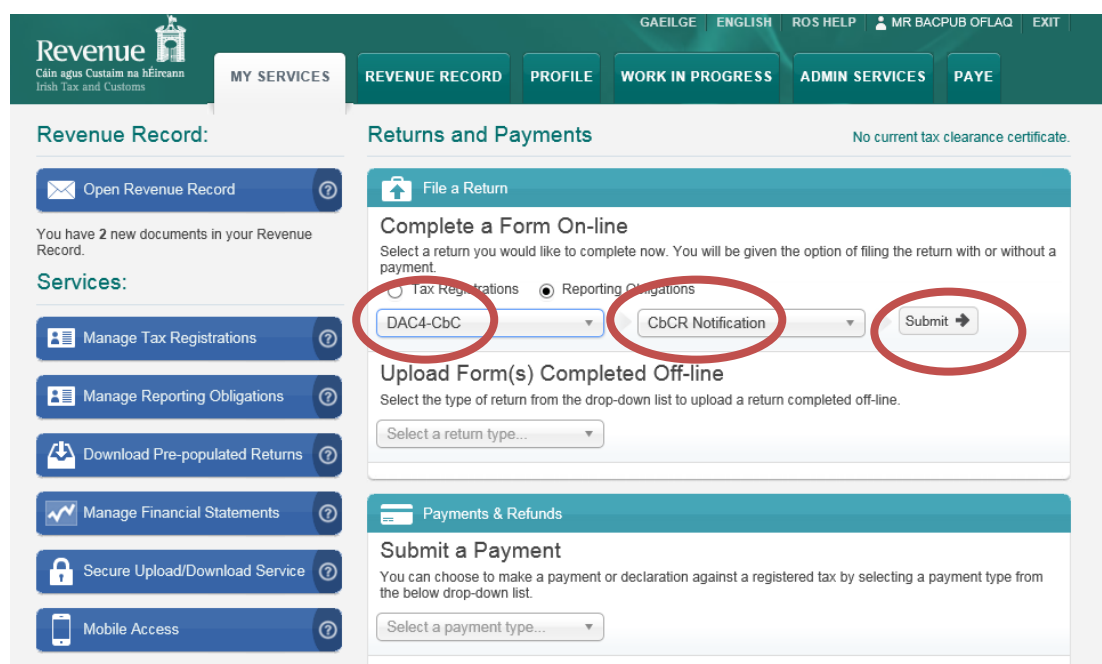 GAEILGE ENGLISH ROS HELP MR BACPUB OFLAQ EXIT
Revenue
Cáin agus Custaim na hÉireann
Irish Tax and Customs
MY SERVICES REVENUE RECORD PROFILE WORK IN PROGRESS ADMIN SERVICES PAYE
Revenue Record:
Open Revenue Record ?
You have 2 new documents in your Revenue
Record.
Services:
Manage Tax Registrations ?
Manage Reporting Obligations ?
Download Pre-populated Returns ?
Manage Financial Statements ?
Secure Upload/Download Service ?
Mobile Access ?
Returns and Payments
No current tax clearance certificate.
File a Return
Complete a Form On-line
Select a return you would like to complete now. You will be given the option of filing the return with or without a
payment.
Tax Registrations Reporting Obligations
DAC4-CbC CbCR Notification Submit
Upload Form(s) Completed Off-line
Select the type of return from the drop-down list to upload a return completed off-line.
Select a return type...
Payments & Refunds
Submit a Payment
You can choose to make a payment or declaration against a registered tax by selecting a payment type from
the below drop-down list.
Select a payment type...